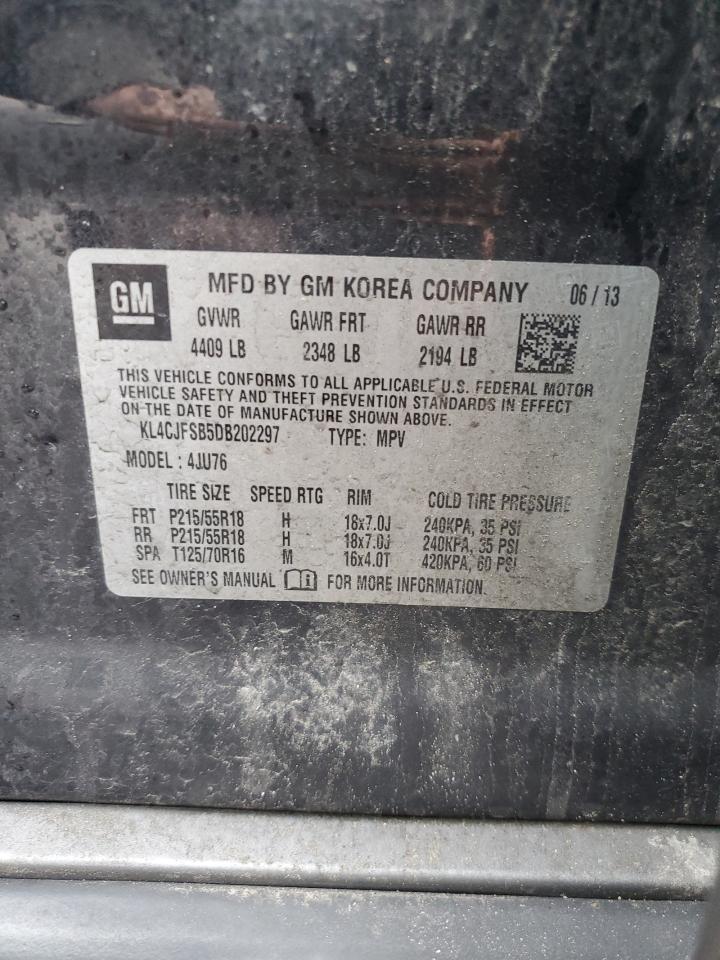 GM MFD BY GM KOREA COMPANY 06 / 13
GVWR GAWR FRT GAWR RR
4409 LB 2348 LB 2194 LB
THIS VEHICLE CONFORMS TO ALL APPLICABLE U.S. FEDERAL MOTOR
VEHICLE SAFETY AND THEFT PREVENTION STANDARDS IN EFFECT
ON THE DATE OF MANUFACTURE SHOWN ABOVE.
KL4CJFSB5DB202297 TYPE: MPV
MODEL : 4JU76
TIRE SIZE SPEED RTG RIM COLD TIRE PRESSURE
FRT P215/55R18 H 18x7.0J 240KPA, 35 PSI
RR P215/55R18 H 18x7.0J 240KPA, 35 PSI
SPA T125/70R16 M 16x4.0T 420KPA, 60 PSI
SEE OWNER'S MANUAL FOR MORE INFORMATION.